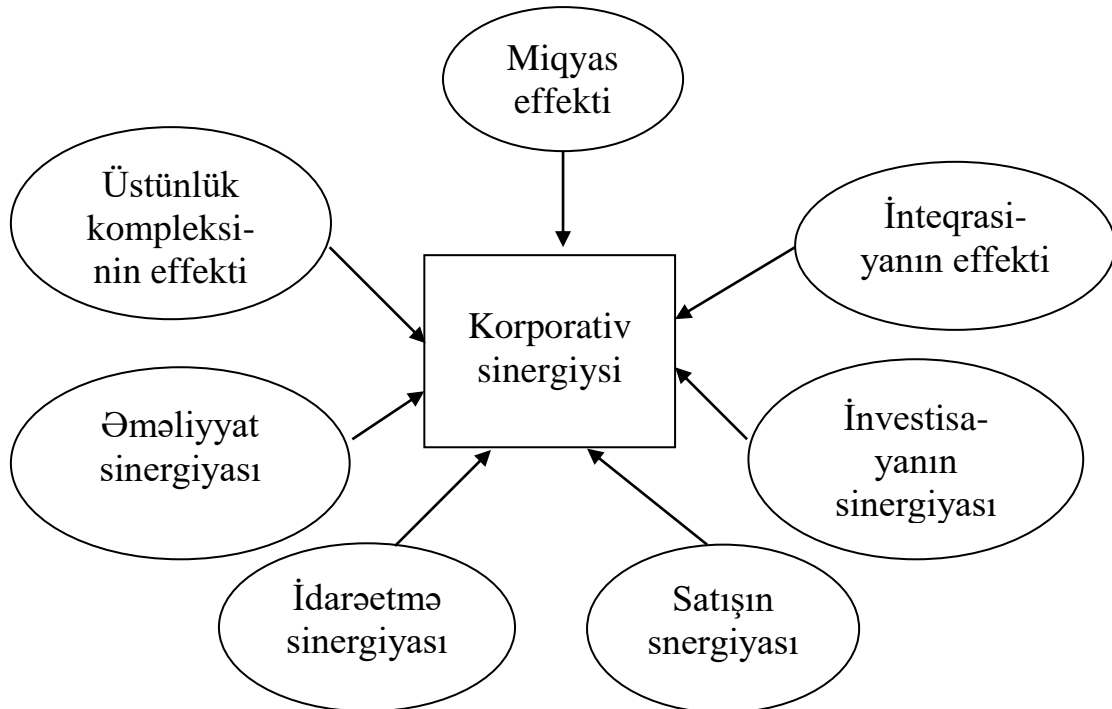 Miqyas
effekti
Üstünlük
kompleksi-
nin effekti
İnteqrasi-
yanın effekti
Korporativ
sinergiysi
Əməliyyat
sinergiyası
İnvestisa-
yanın
sinergiyası
İdarəetmə
sinergiyası
Satışın
snergiyası